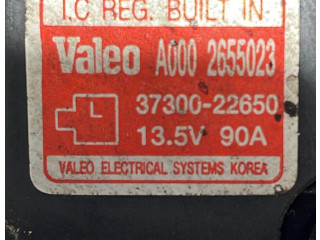 I.C REG. BUILT IN
Valeo A000 2655023
37300-22650
13.5V 90A
VALEO ELECTRICAL SYSTEMS KOREA